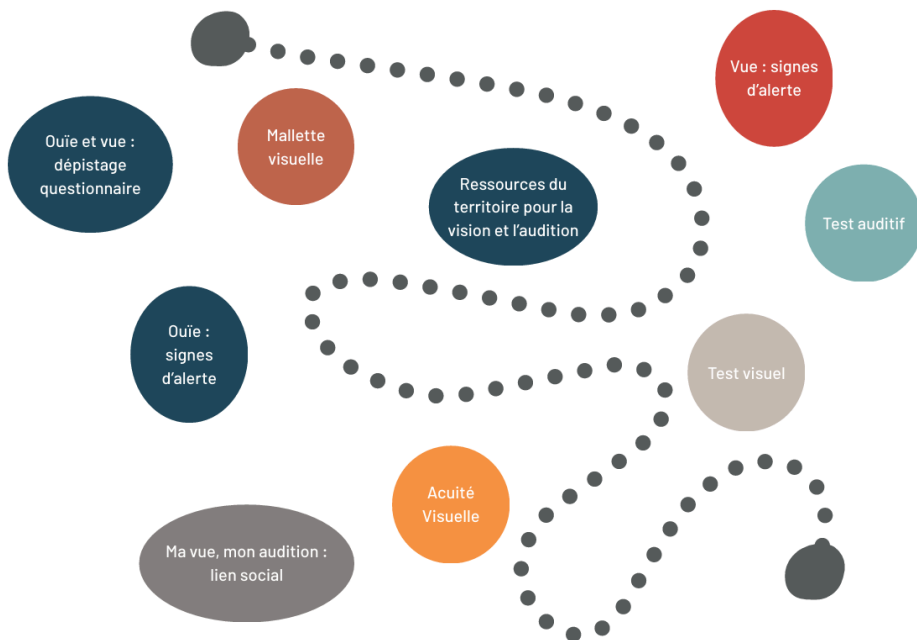 Vue : signes
d'alerte
Mallette
visuelle
Ouïe et vue :
dépistage
questionnaire
Ressources du
territoire pour la
vision et l'audition
Test auditif
Ouïe :
signes
d'alerte
Test visuel
Acuité
Visuelle
Ma vue, mon audition :
lien social